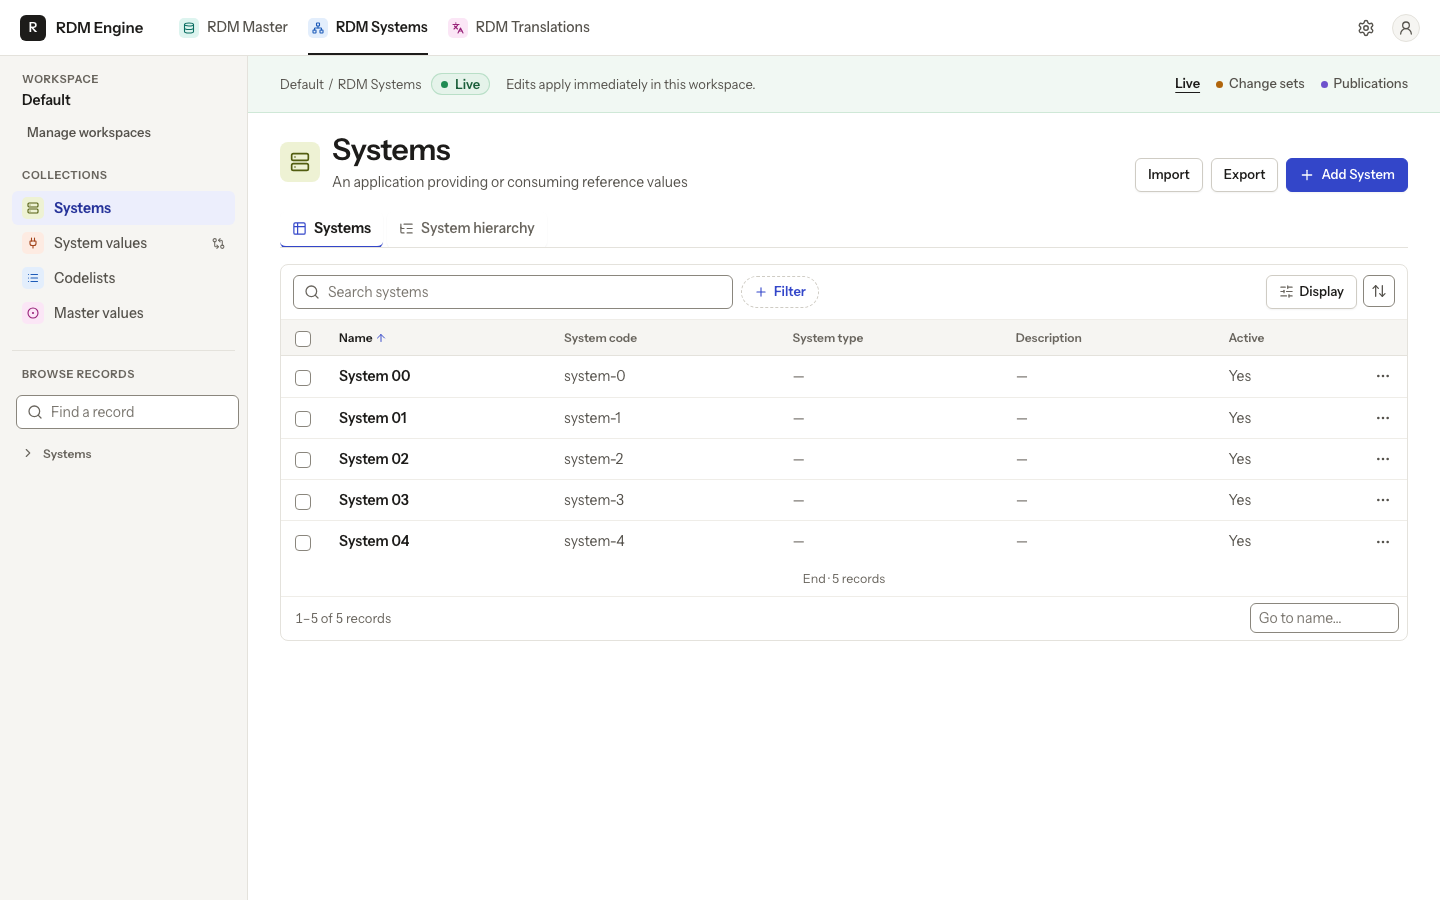 R RDM Engine RDM Master RDM Systems RDM Translations
WORKSPACE
Default
Manage workspaces
COLLECTIONS
Systems
System values
Codelists
Master values
BROWSE RECORDS
Find a record
Systems
Default / RDM Systems Live Edits apply immediately in this workspace. Live Change sets Publications
Systems
An application providing or consuming reference values
Import Export + Add System
Systems System hierarchy
Search systems + Filter Display
Name ↑ System code System type Description Active
System 00 system-0 — — Yes ...
System 01 system-1 — — Yes ...
System 02 system-2 — — Yes ...
System 03 system-3 — — Yes ...
System 04 system-4 — — Yes ...
End · 5 records
1–5 of 5 records Go to name...